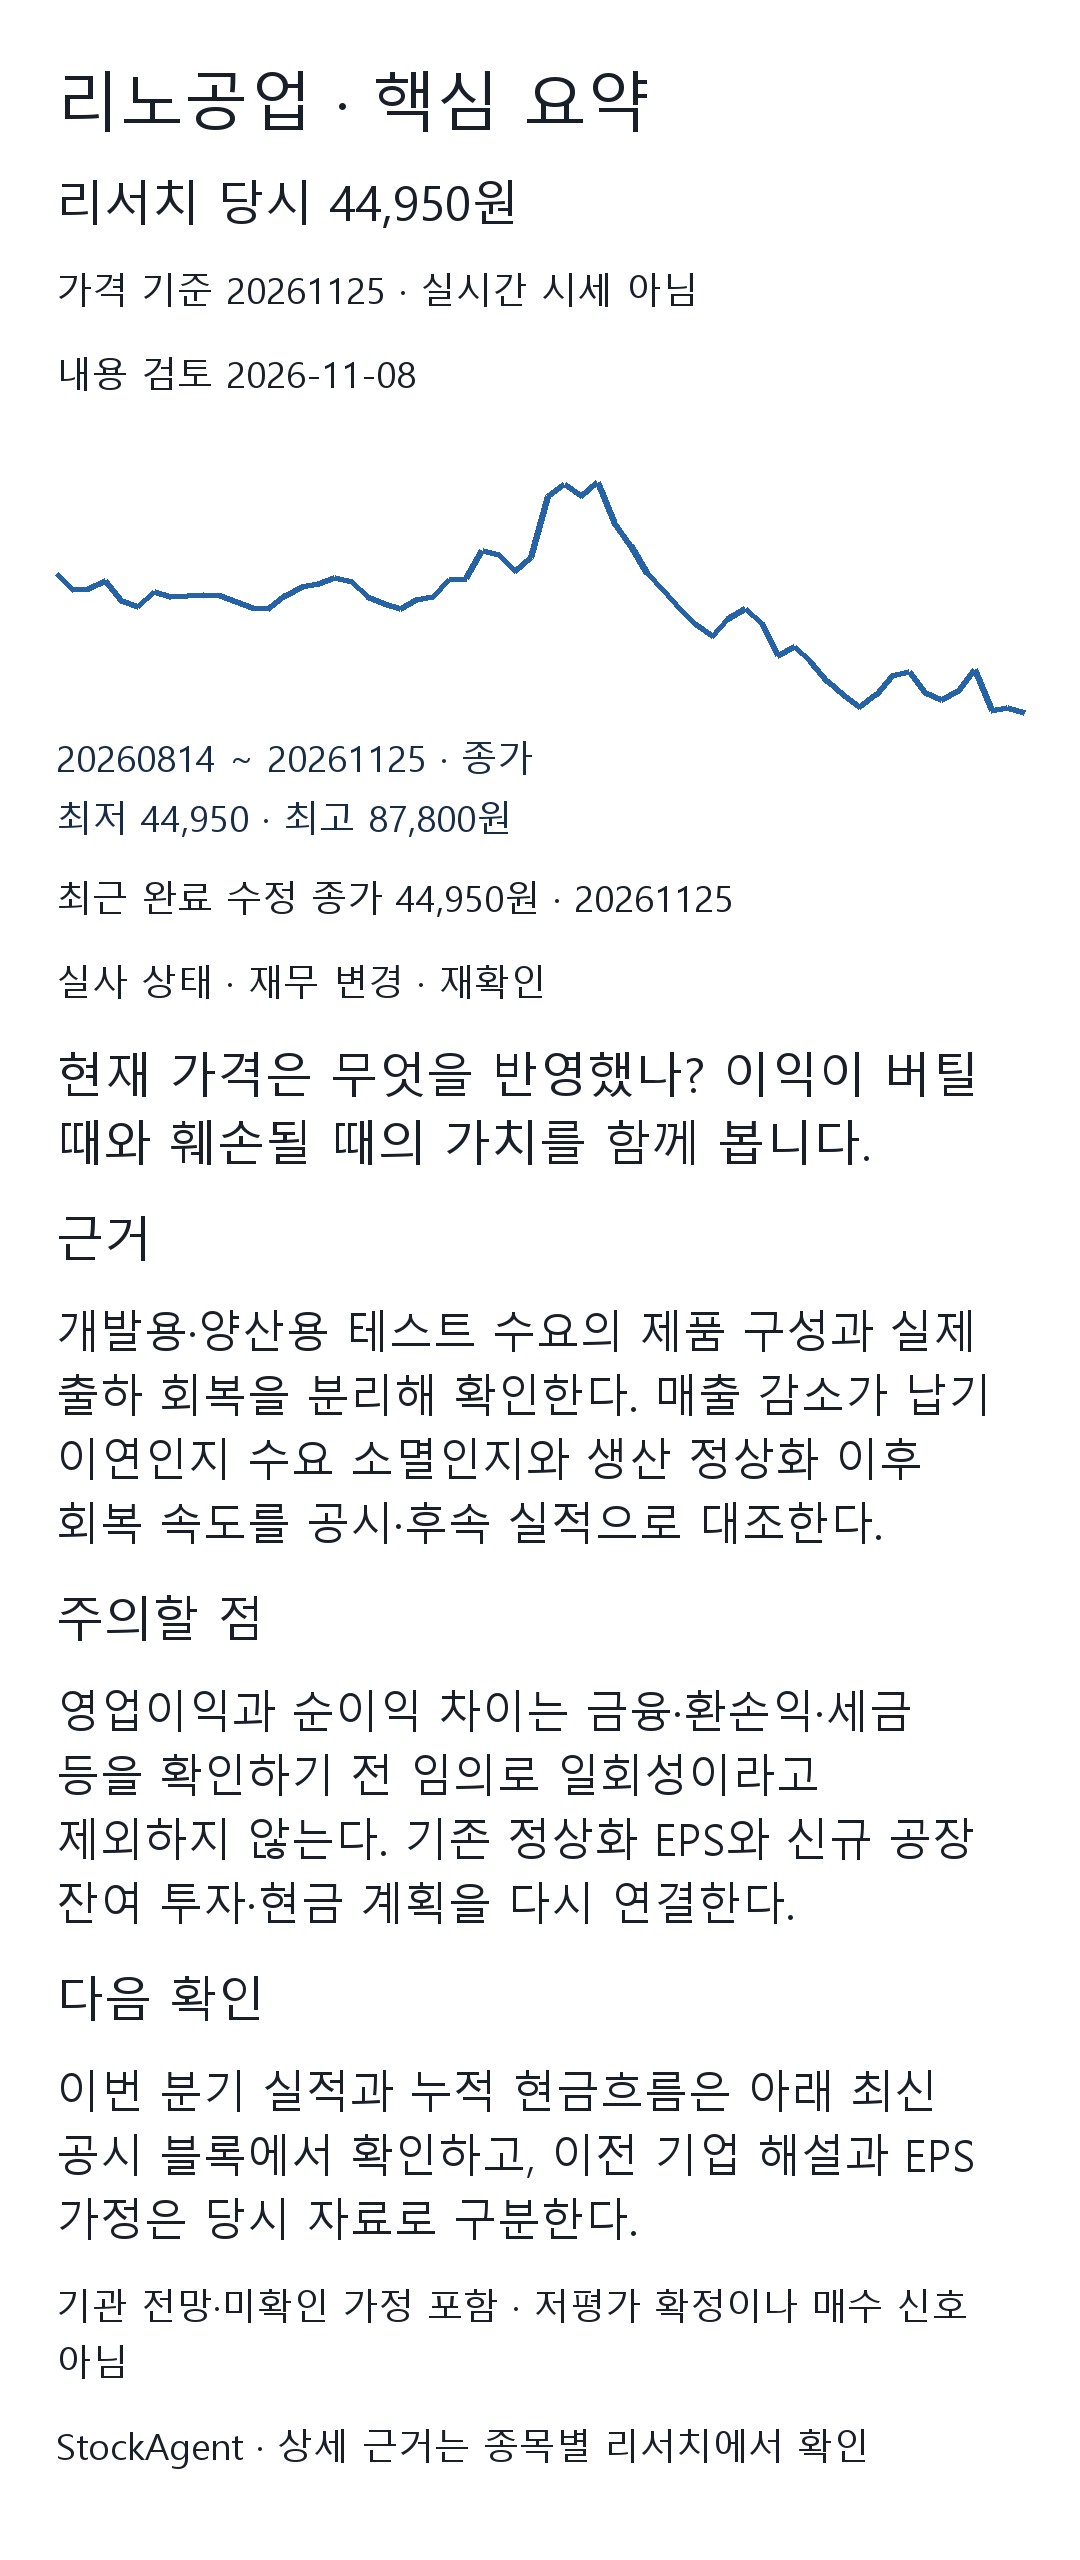 리노공업 · 핵심 요약
리서치 당시 44,950원
가격 기준 20261125 · 실시간 시세 아님
내용 검토 2026-11-08
20260814 ~ 20261125 · 종가
최저 44,950 · 최고 87,800원
최근 완료 수정 종가 44,950원 · 20261125
실사 상태 · 재무 변경 · 재확인
현재 가격은 무엇을 반영했나? 이익이 버틸
때와 훼손될 때의 가치를 함께 봅니다.
근거
개발용·양산용 테스트 수요의 제품 구성과 실제
출하 회복을 분리해 확인한다. 매출 감소가 납기
이연인지 수요 소멸인지와 생산 정상화 이후
회복 속도를 공시·후속 실적으로 대조한다.
주의할 점
영업이익과 순이익 차이는 금융·환손익·세금
등을 확인하기 전 임의로 일회성이라고
제외하지 않는다. 기존 정상화 EPS와 신규 공장
잔여 투자·현금 계획을 다시 연결한다.
다음 확인
이번 분기 실적과 누적 현금흐름은 아래 최신
공시 블록에서 확인하고, 이전 기업 해설과 EPS
가정은 당시 자료로 구분한다.
기관 전망·미확인 가정 포함 · 저평가 확정이나 매수 신호
아님
StockAgent · 상세 근거는 종목별 리서치에서 확인